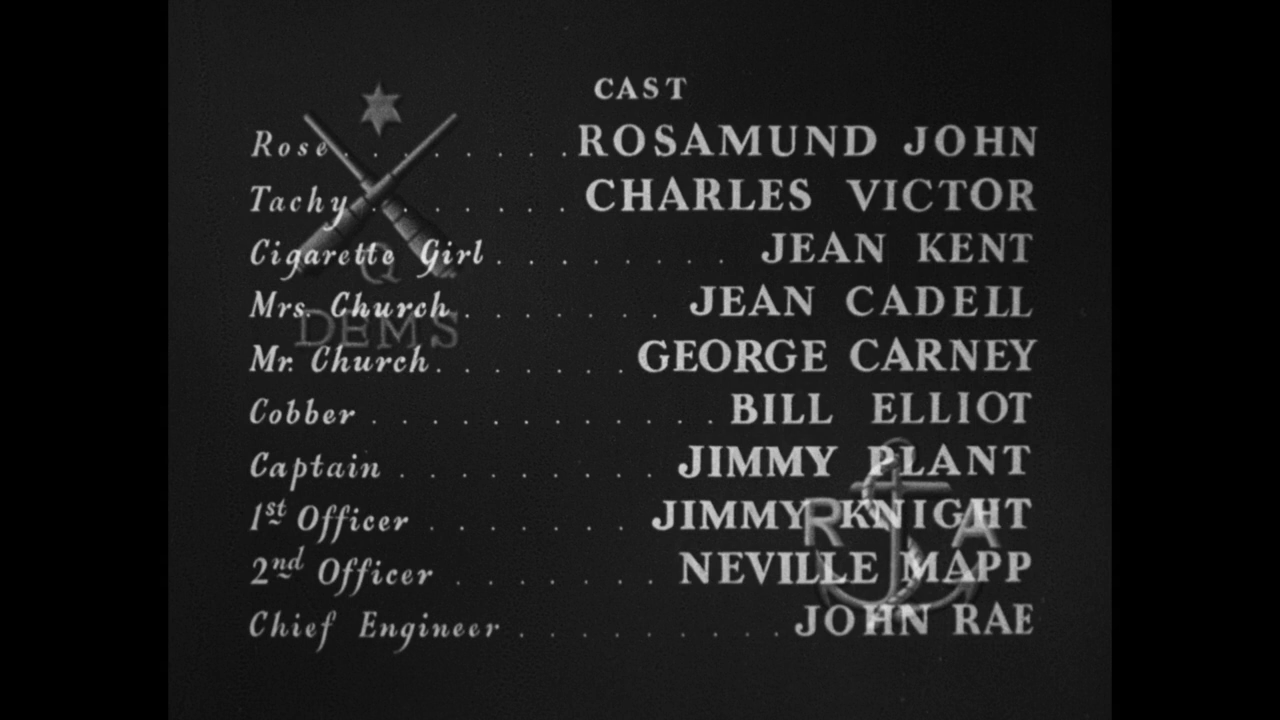 CAST
Rose. . . . . . . . .ROSAMUND JOHN
Tachy. . . . . . . . CHARLES VICTOR
Cigarette Girl . . . . . . . . . JEAN KENT
Mrs. Church . . . . . . . . JEAN CADELL
Mr. Church. . . . . . . .GEORGE CARNEY
Cobber . . . . . . . . . . . . . BILL ELLIOT
Captain . . . . . . . . . . JIMMY PLANT
1st Officer . . . . . . . . JIMMY KNIGHT
2nd Officer . . . . . . . . NEVILLE MAPP
Chief Engineer . . . . . . . . . . JOHN RAE
Q
DEMS
R A